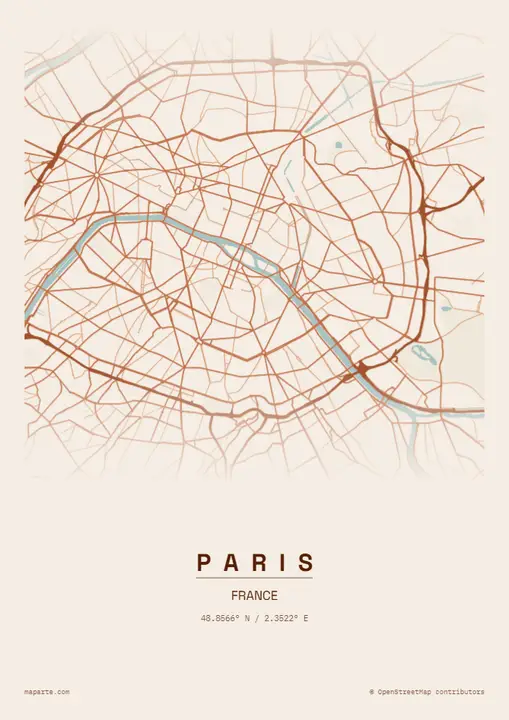 PARIS
FRANCE
48.8566° N / 2.3522° E
maparte.com
© OpenStreetMap contributors